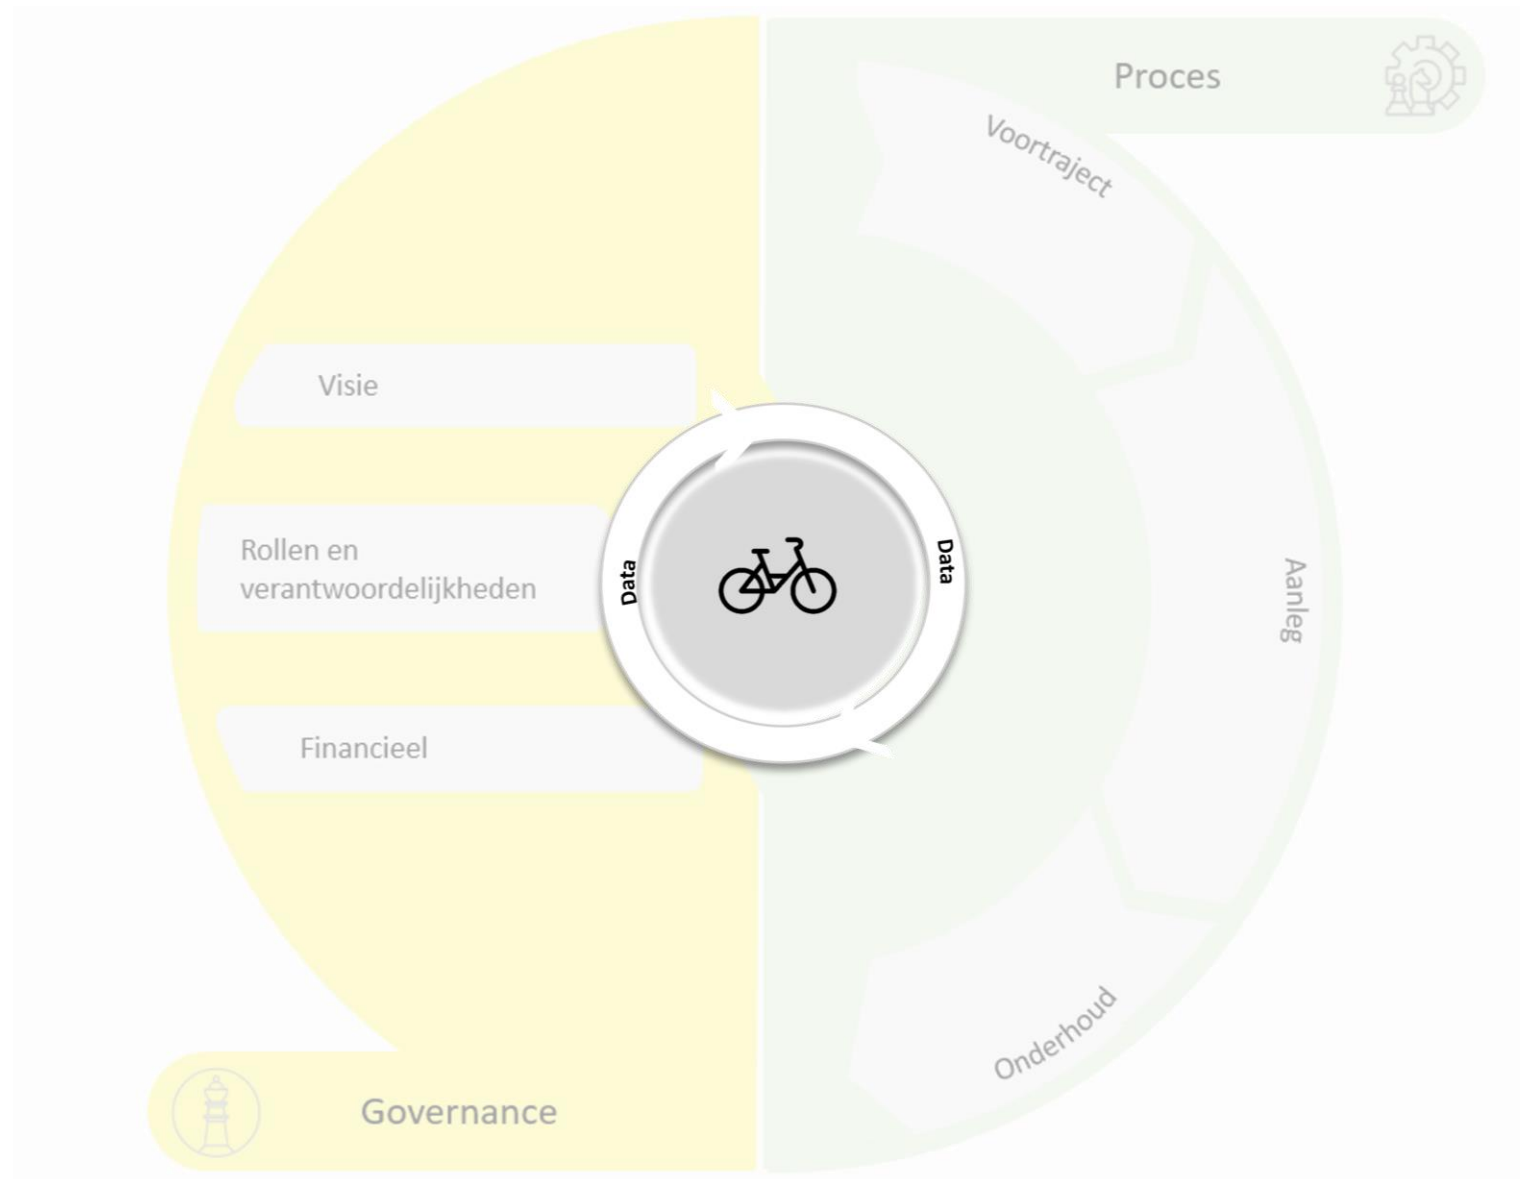 Proces
Voortraject
Visie
Rollen en
verantwoordelijkheden
Data
Data
Aanleg
Financieel
Onderhoud
Governance